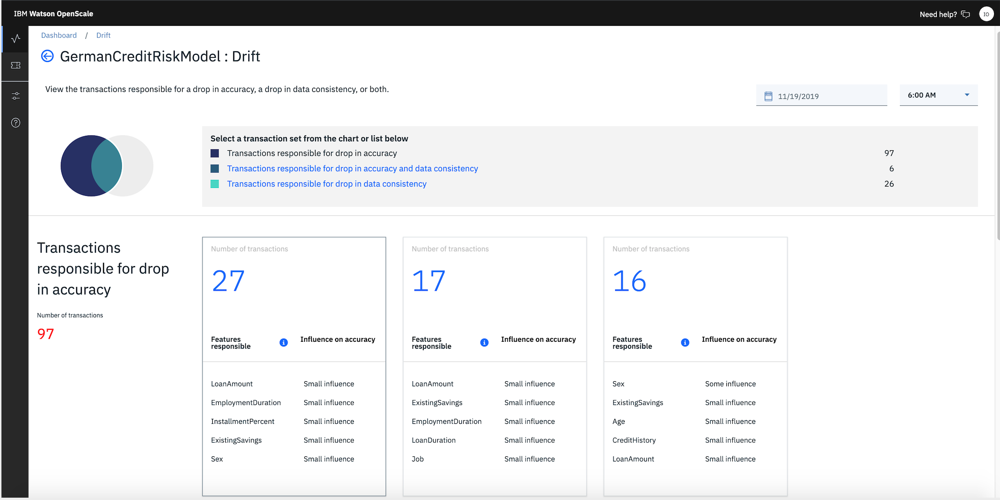 IBM Watson OpenScale
Need help?
IO
Dashboard / Drift
GermanCreditRiskModel : Drift
View the transactions responsible for a drop in accuracy, a drop in data consistency, or both.
11/19/2019
6:00 AM
Select a transaction set from the chart or list below
Transactions responsible for drop in accuracy 97
Transactions responsible for drop in accuracy and data consistency 6
Transactions responsible for drop in data consistency 26
Transactions
responsible for drop
in accuracy
Number of transactions
97
Number of transactions
27
Features
responsible
Influence on accuracy
LoanAmount Small influence
EmploymentDuration Small influence
InstallmentPercent Small influence
ExistingSavings Small influence
Sex Small influence
Number of transactions
17
Features
responsible
Influence on accuracy
LoanAmount Small influence
ExistingSavings Small influence
EmploymentDuration Small influence
LoanDuration Small influence
Job Small influence
Number of transactions
16
Features
responsible
Influence on accuracy
Sex Some influence
ExistingSavings Small influence
Age Small influence
CreditHistory Small influence
LoanAmount Small influence